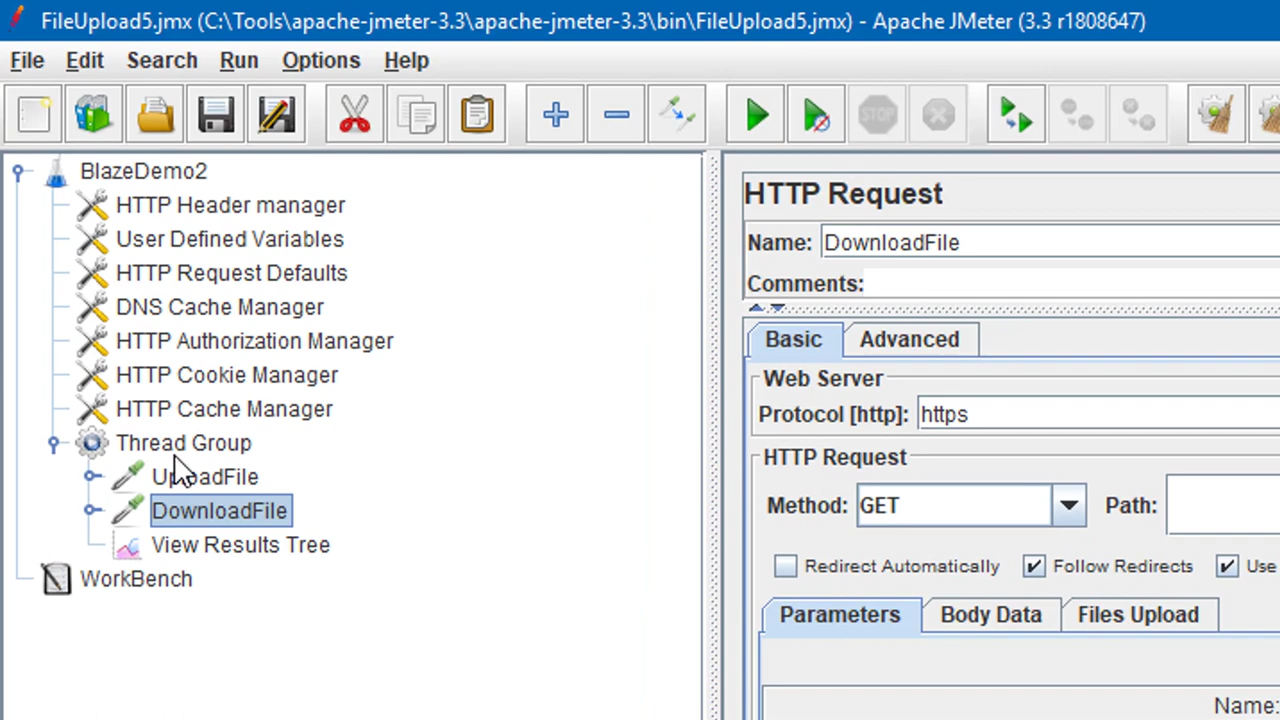 FileUpload5.jmx (C:\Tools\apache-jmeter-3.3\apache-jmeter-3.3\bin\FileUpload5.jmx) - Apache JMeter (3.3 r1808647)
File Edit Search Run Options Help
STOP
BlazeDemo2
HTTP Header manager
User Defined Variables
HTTP Request Defaults
DNS Cache Manager
HTTP Authorization Manager
HTTP Cookie Manager
HTTP Cache Manager
Thread Group
UploadFile
DownloadFile
View Results Tree
WorkBench
HTTP Request
Name: DownloadFile
Comments:
Basic Advanced
Web Server
Protocol [http]: https
HTTP Request
Method: GET Path:
Redirect Automatically Follow Redirects Use
Parameters Body Data Files Upload
Name: